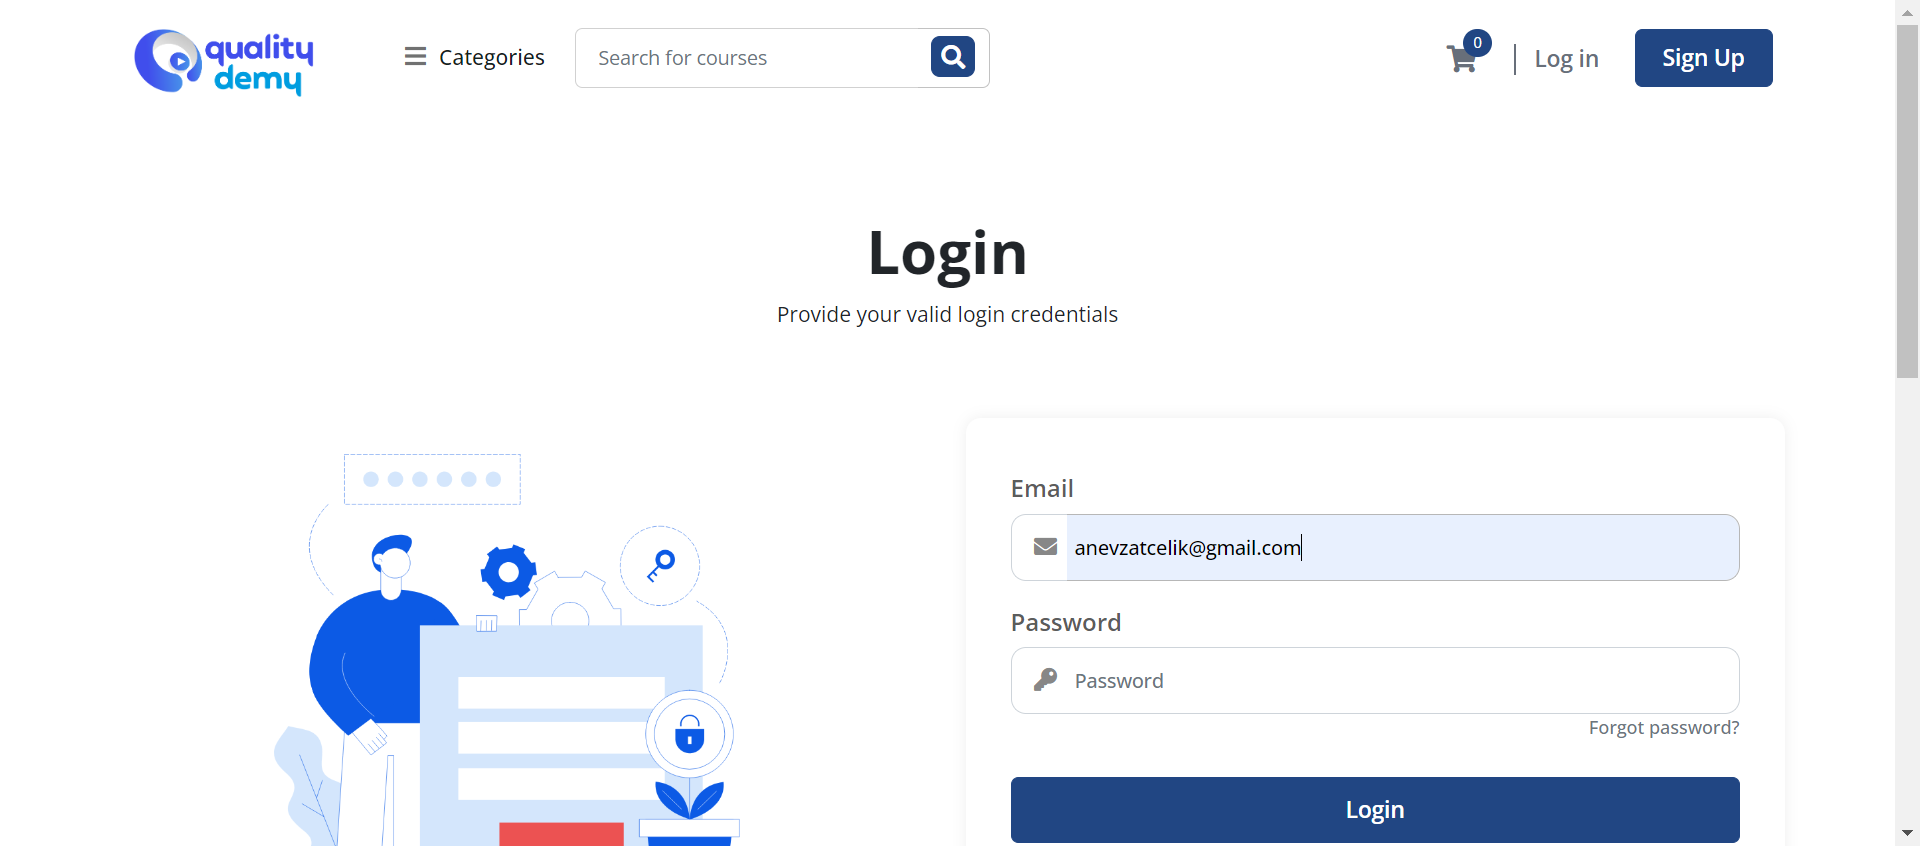 quality
demy
Categories
Search for courses
0
Log in
Sign Up
Login
Provide your valid login credentials
Email
anevzatcelik@gmail.com
Password
Password
Forgot password?
Login